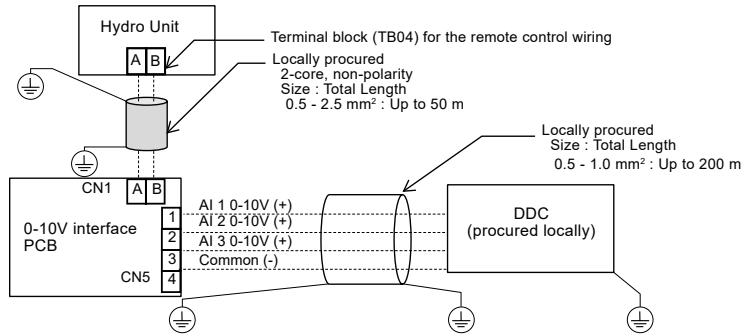 Hydro Unit
A B
Terminal block (TB04) for the remote control wiring
Locally procured
2-core, non-polarity
Size : Total Length
0.5 - 2.5 mm² : Up to 50 m
Locally procured
Size : Total Length
0.5 - 1.0 mm² : Up to 200 m
CN1
A B
0-10V interface
PCB
1
2
3
4
CN5
AI 1 0-10V (+)
AI 2 0-10V (+)
AI 3 0-10V (+)
Common (-)
DDC
(procured locally)